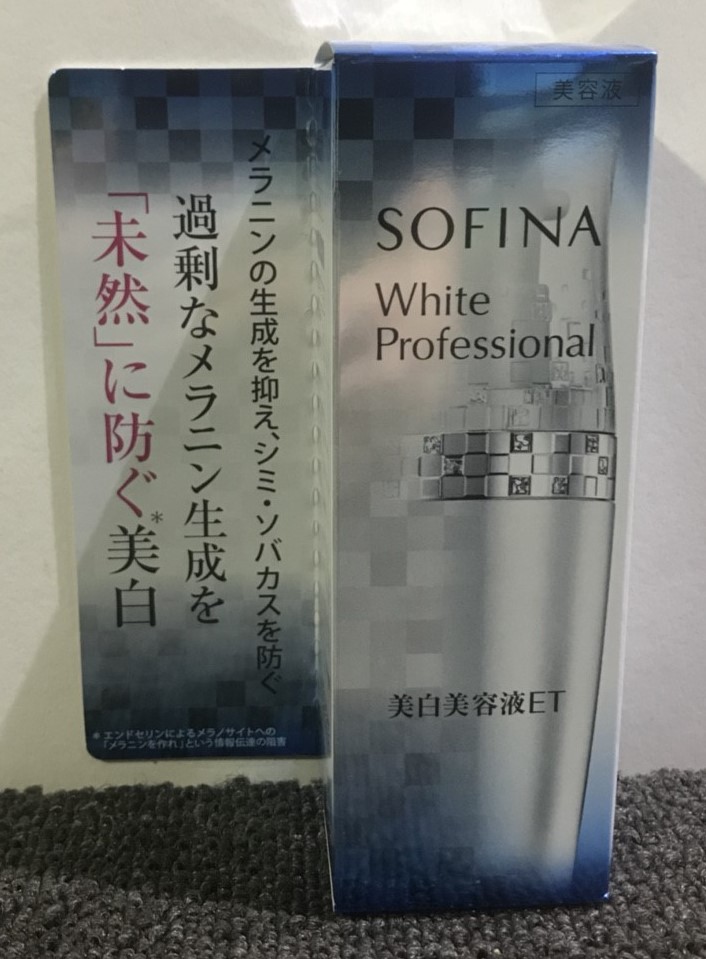 メラニンの生成を抑え、シミ・ソバカスを防ぐ
過剰なメラニン生成を
「未然」に防ぐ*美白
*エンドセリンによるメラノサイトへの
「メラニンを作れ」という情報伝達の阻害
美容液
SOFINA
White
Professional
美白美容液ET